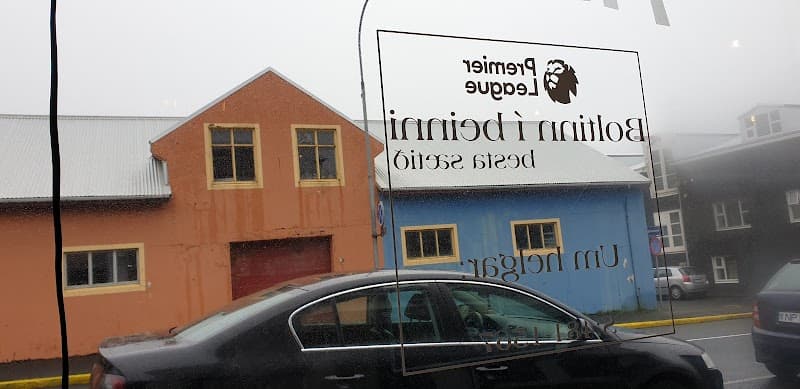 Premier
League
Boltinn í beinni
besta sætið
Um helgar: